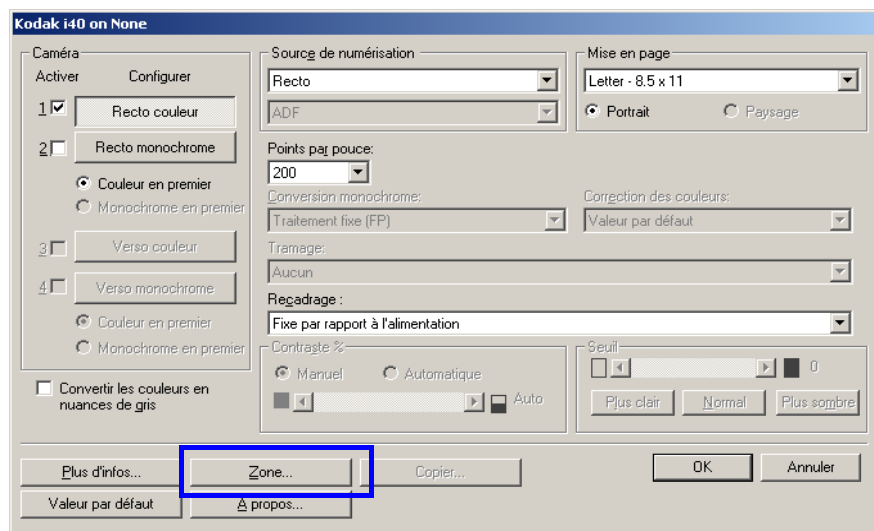 Kodak i40 on None
Caméra
Activer Configurer
1 Recto couleur
2 Recto monochrome
Couleur en premier
Monochrome en premier
3 Verso couleur
4 Verso monochrome
Couleur en premier
Monochrome en premier
Convertir les couleurs en
nuances de gris
Source de numérisation
Recto
ADF
Mise en page
Letter - 8.5 x 11
Portrait Paysage
Points par pouce:
200
Conversion monochrome:
Traitement fixe (FP)
Correction des couleurs:
Valeur par défaut
Tramage:
Aucun
Recadrage :
Fixe par rapport à l'alimentation
Contraste %
Manuel Automatique
Auto
Seuil
0
Plus clair Normal Plus sombre
Plus d'infos... Zone... Copier... OK Annuler
Valeur par défaut A propos...